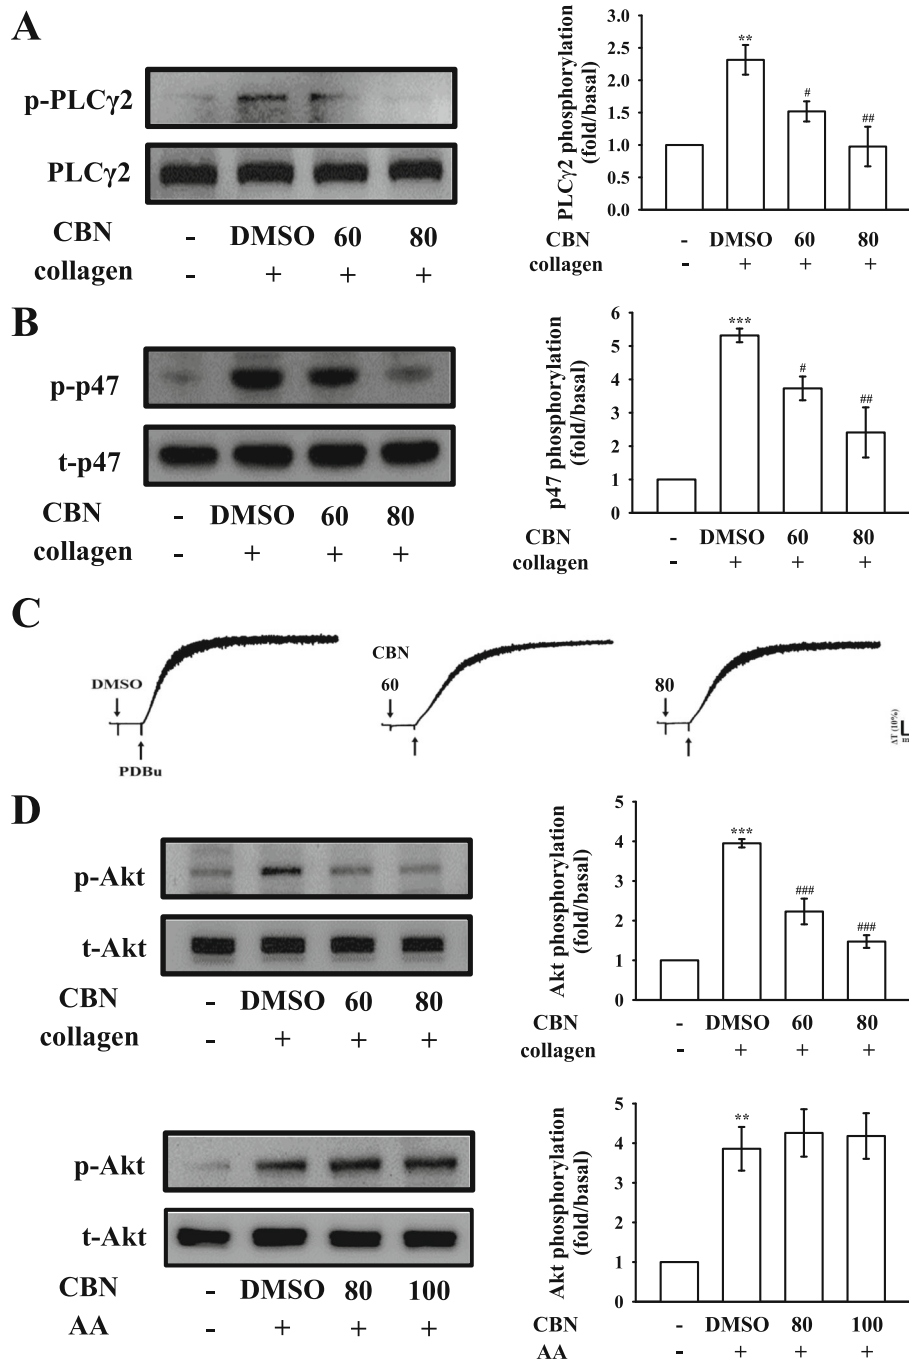 A
p-PLCγ2
PLCγ2
CBN - DMSO 60 80
collagen - + + +
PLCγ2 phosphorylation
(fold/basal)
3.0
2.5
2.0
1.5
1.0
0.5
0.0
**
#
##
CBN - DMSO 60 80
collagen - + + +
B
p-p47
t-p47
CBN - DMSO 60 80
collagen - + + +
p47 phosphorylation
(fold/basal)
6
5
4
3
2
1
0
***
#
##
CBN - DMSO 60 80
collagen - + + +
C
DMSO
PDBu
CBN
60
80
ΔT (10%)
D
p-Akt
t-Akt
CBN - DMSO 60 80
collagen - + + +
Akt phosphorylation
(fold/basal)
5
4
3
2
1
0
***
###
###
CBN - DMSO 60 80
collagen - + + +
p-Akt
t-Akt
CBN - DMSO 80 100
AA - + + +
Akt phosphorylation
(fold/basal)
5
4
3
2
1
0
**
CBN - DMSO 80 100
AA - + + +